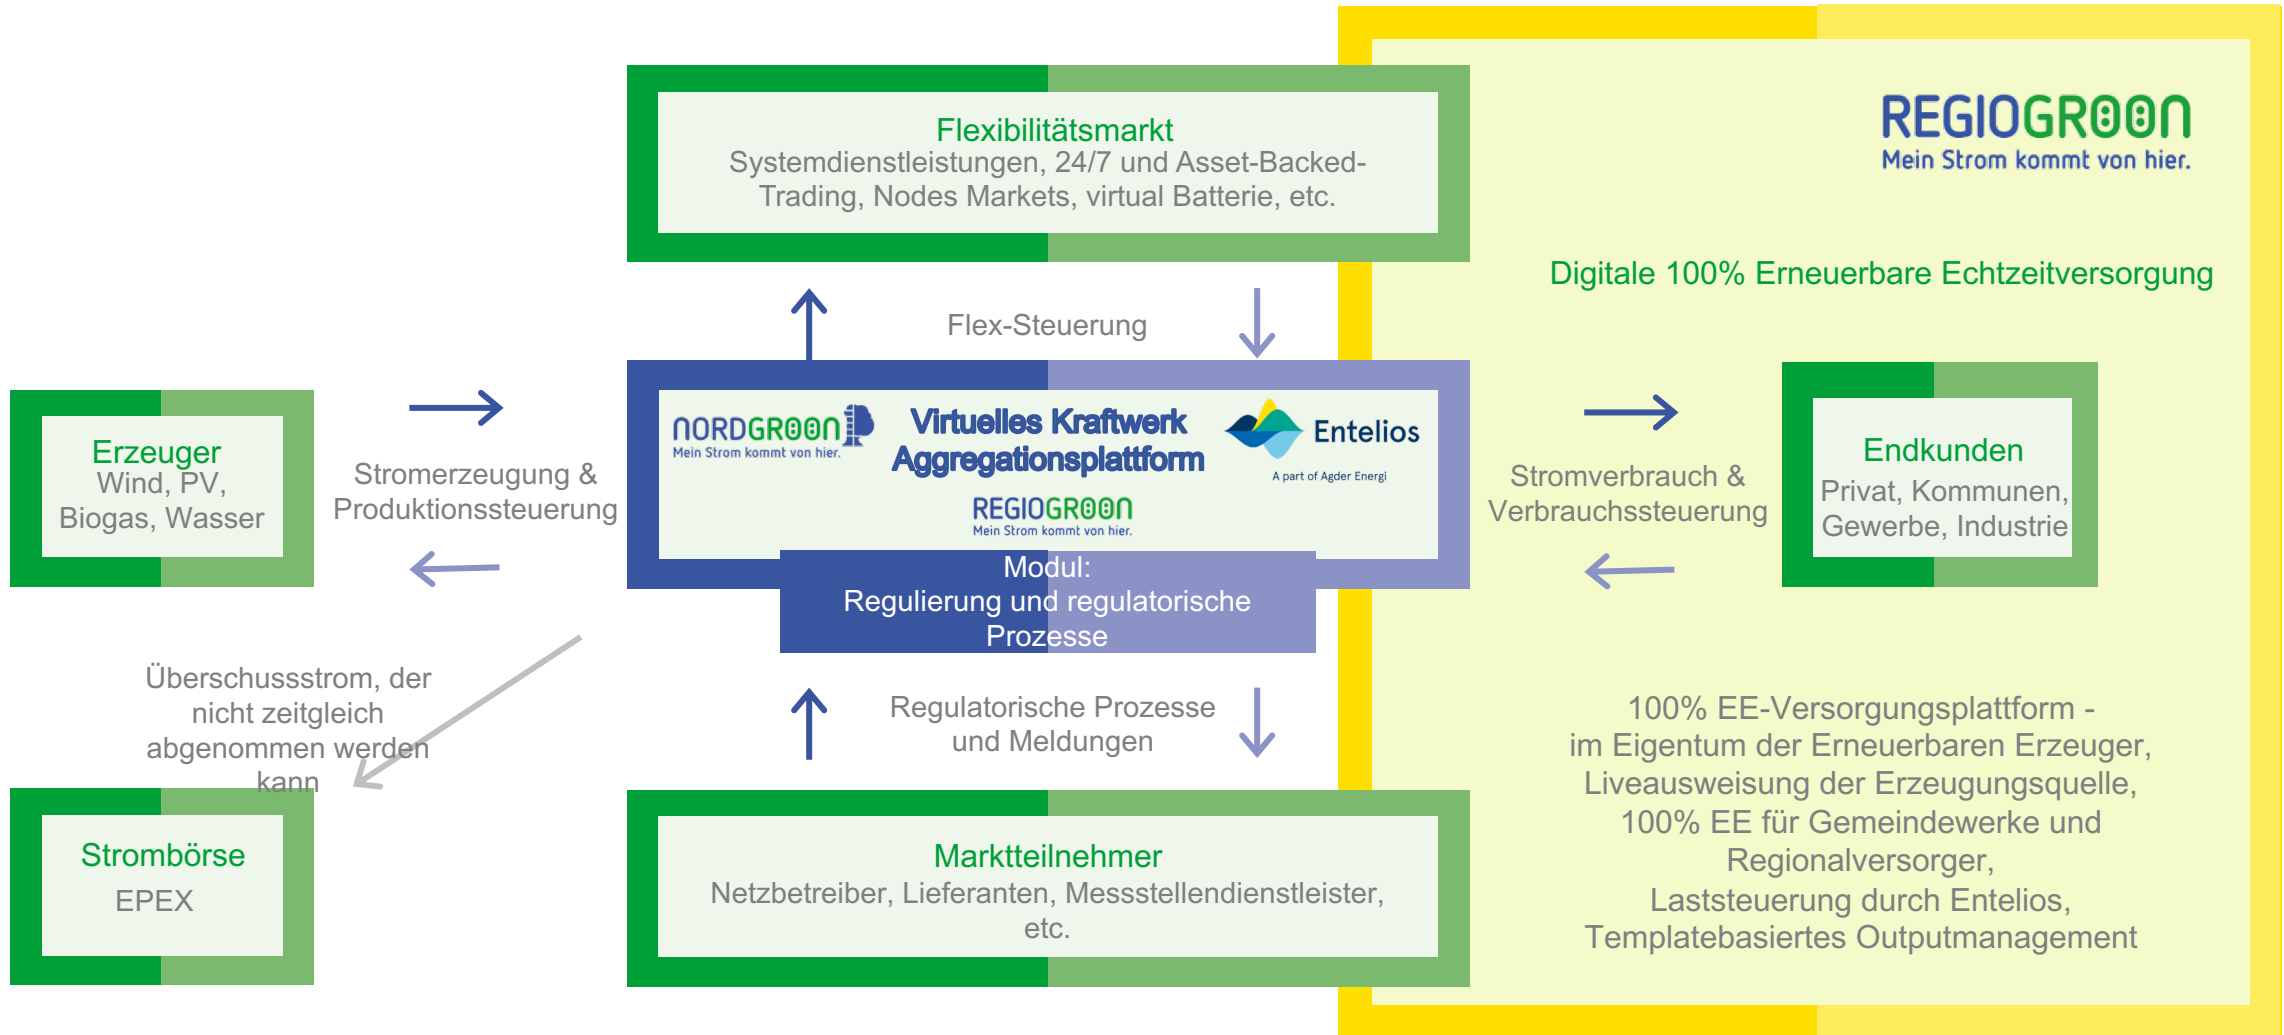 Flexibilitätsmarkt
Systemdienstleistungen, 24/7 und Asset-Backed-
Trading, Nodes Markets, virtual Batterie, etc.
REGIOGROON
Mein Strom kommt von hier.
Digitale 100% Erneuerbare Echtzeitversorgung
Flex-Steuerung
Erzeuger
Wind, PV,
Biogas, Wasser
Stromerzeugung &
Produktionssteuerung
NORDGROON
Mein Strom kommt von hier.
Virtuelles Kraftwerk
Aggregationsplattform
Entelios
A part of Agder Energi
REGIOGROON
Mein Strom kommt von hier.
Modul:
Regulierung und regulatorische
Prozesse
Stromverbrauch &
Verbrauchssteuerung
Endkunden
Privat, Kommunen,
Gewerbe, Industrie
Überschussstrom, der
nicht zeitgleich
abgenommen werden
kann
Regulatorische Prozesse
und Meldungen
100% EE-Versorgungsplattform -
im Eigentum der Erneuerbaren Erzeuger,
Liveausweisung der Erzeugungsquelle,
100% EE für Gemeindewerke und
Regionalversorger,
Laststeuerung durch Entelios,
Templatebasiertes Outputmanagement
Strombörse
EPEX
Marktteilnehmer
Netzbetreiber, Lieferanten, Messstellendienstleister,
etc.